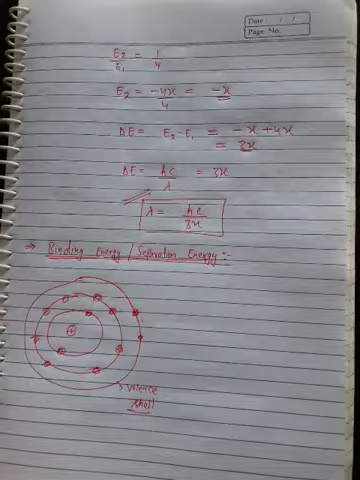 Date / /
Page No.
E2/E1 = 1/4
E2 = -4x/4 = -x
ΔE = E2 - E1 = -x + 4x
= 3x
ΔE = hc/λ = 3x
λ = hc/3x
⇒ Binding Energy / Separation Energy :-
+
valence
shell